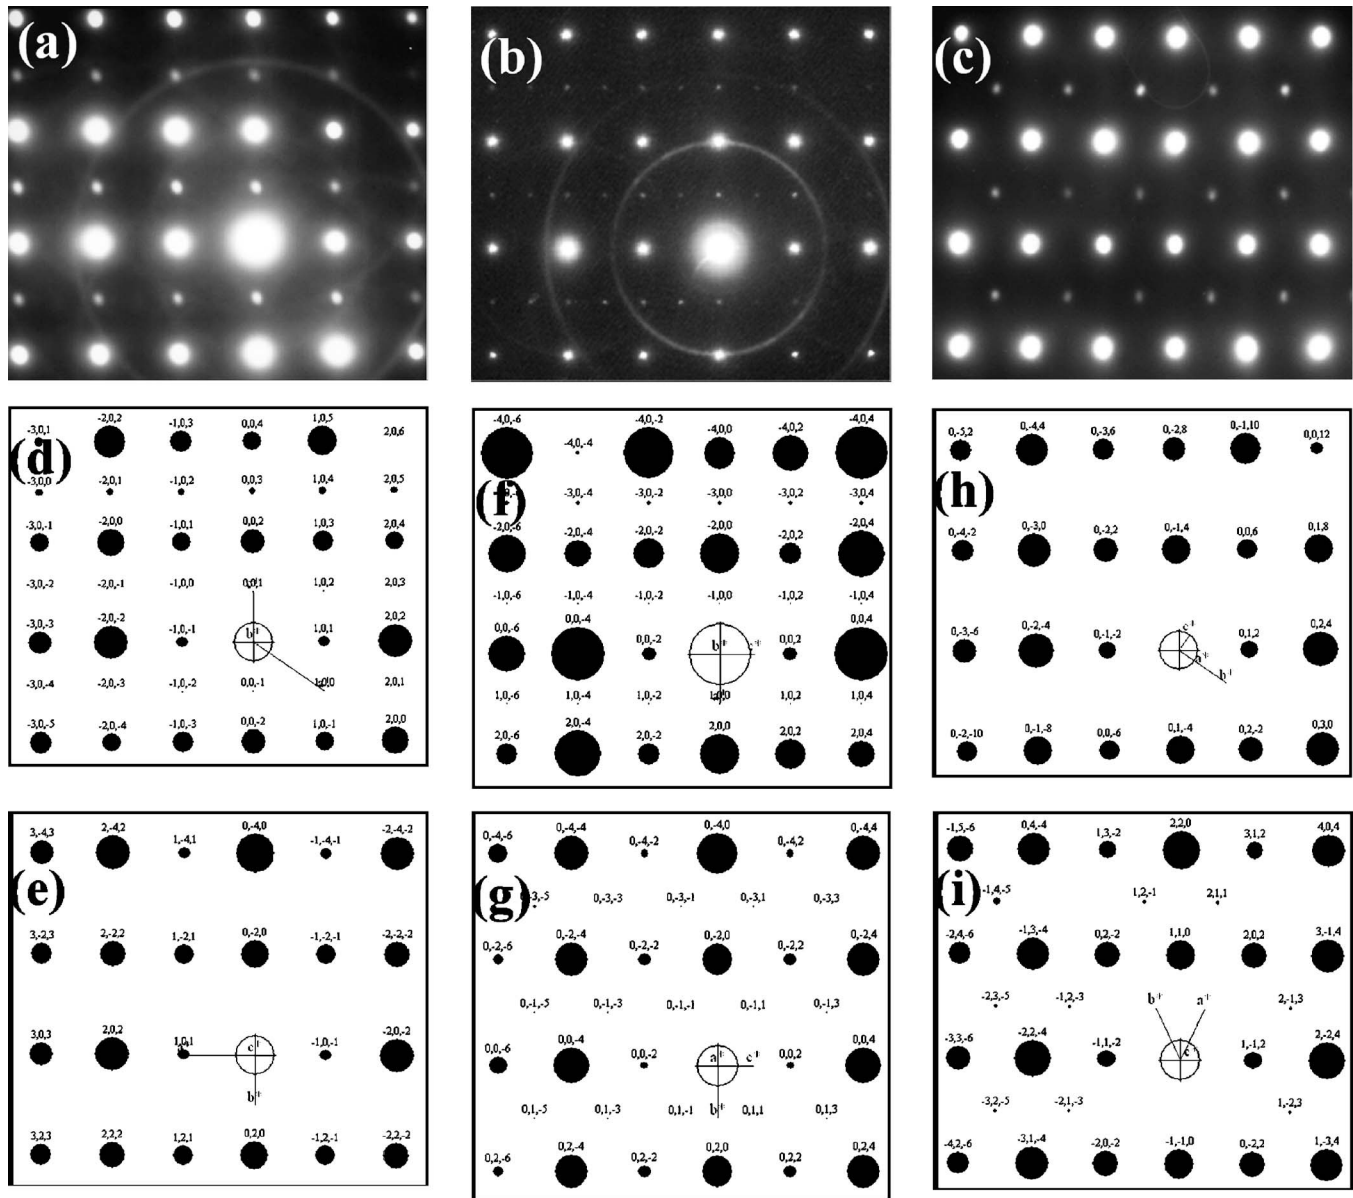 (a)
(b)
(c)
(d)
-3,0,1 -2,0,2 -1,0,3 0,0,4 1,0,5 2,0,6
-3,0,0 -2,0,1 -1,0,2 0,0,3 1,0,4 2,0,5
-3,0,-1 -2,0,0 -1,0,1 0,0,2 1,0,3 2,0,4
-3,0,-2 -2,0,-1 -1,0,0 0,0,1 1,0,2 2,0,3
-3,0,-3 -2,0,-2 -1,0,-1 b* 1,0,1 2,0,2
-3,0,-4 -2,0,-3 -1,0,-2 0,0,-1 2,0,1
-3,0,-5 -2,0,-4 -1,0,-3 0,0,-2 1,0,-1 2,0,0
(f)
-4,0,-6 -4,0,-4 -4,0,-2 -4,0,0 -4,0,2 -4,0,4
-3,0,-4 -3,0,-2 -3,0,0 -3,0,2 -3,0,4
-2,0,-6 -2,0,-4 -2,0,-2 -2,0,0 -2,0,2 -2,0,4
-1,0,-6 -1,0,-4 -1,0,-2 -1,0,0 -1,0,2 -1,0,4
0,0,-6 0,0,-4 0,0,-2 b* c* 0,0,2 0,0,4
1,0,-6 1,0,-4 1,0,-2 1,0,0 1,0,2 1,0,4
2,0,-6 2,0,-4 2,0,-2 2,0,0 2,0,2 2,0,4
(h)
0,-5,2 0,-4,4 0,-3,6 0,-2,8 0,-1,10 0,0,12
0,-4,-2 0,-3,0 0,-2,2 0,-1,4 0,0,6 0,1,8
0,-3,-6 0,-2,-4 0,-1,-2 c* a* b* 0,1,2 0,2,4
0,-2,-10 0,-1,-8 0,0,-6 0,1,-4 0,2,-2 0,3,0
(e)
3,-4,3 2,-4,2 1,-4,1 0,-4,0 -1,-4,-1 -2,-4,-2
3,-2,3 2,-2,2 1,-2,1 0,-2,0 -1,-2,-1 -2,-2,-2
3,0,3 2,0,2 1,0,1 c* -1,0,-1 -2,0,-2
b*
3,2,3 2,2,2 1,2,1 0,2,0 -1,2,-1 -2,2,-2
(g)
0,-4,-6 0,-4,-4 0,-4,-2 0,-4,0 0,-4,2 0,-4,4
0,-3,-5 0,-3,-3 0,-3,-1 0,-3,1 0,-3,3
0,-2,-6 0,-2,-4 0,-2,-2 0,-2,0 0,-2,2 0,-2,4
0,-1,-5 0,-1,-3 0,-1,-1 0,-1,1 0,-1,3
0,0,-6 0,0,-4 0,0,-2 a* c* 0,0,2 0,0,4
0,1,-5 0,1,-3 0,1,-1 b* 0,1,1 0,1,3
0,2,-6 0,2,-4 0,2,-2 0,2,0 0,2,2 0,2,4
(i)
-1,5,-6 0,4,-4 1,3,-2 2,2,0 3,1,2 4,0,4
-1,4,-5 1,2,-1 2,1,1
-2,4,-6 -1,3,-4 0,2,-2 1,1,0 2,0,2 3,-1,4
-2,3,-5 -1,2,-3 b* a* 2,-1,3
-3,3,-6 -2,2,-4 -1,1,-2 c* 1,-1,2 2,-2,4
-3,2,-5 -2,1,-3 1,-2,3
-4,2,-6 -3,1,-4 -2,0,-2 -1,-1,0 0,-2,2 1,-3,4